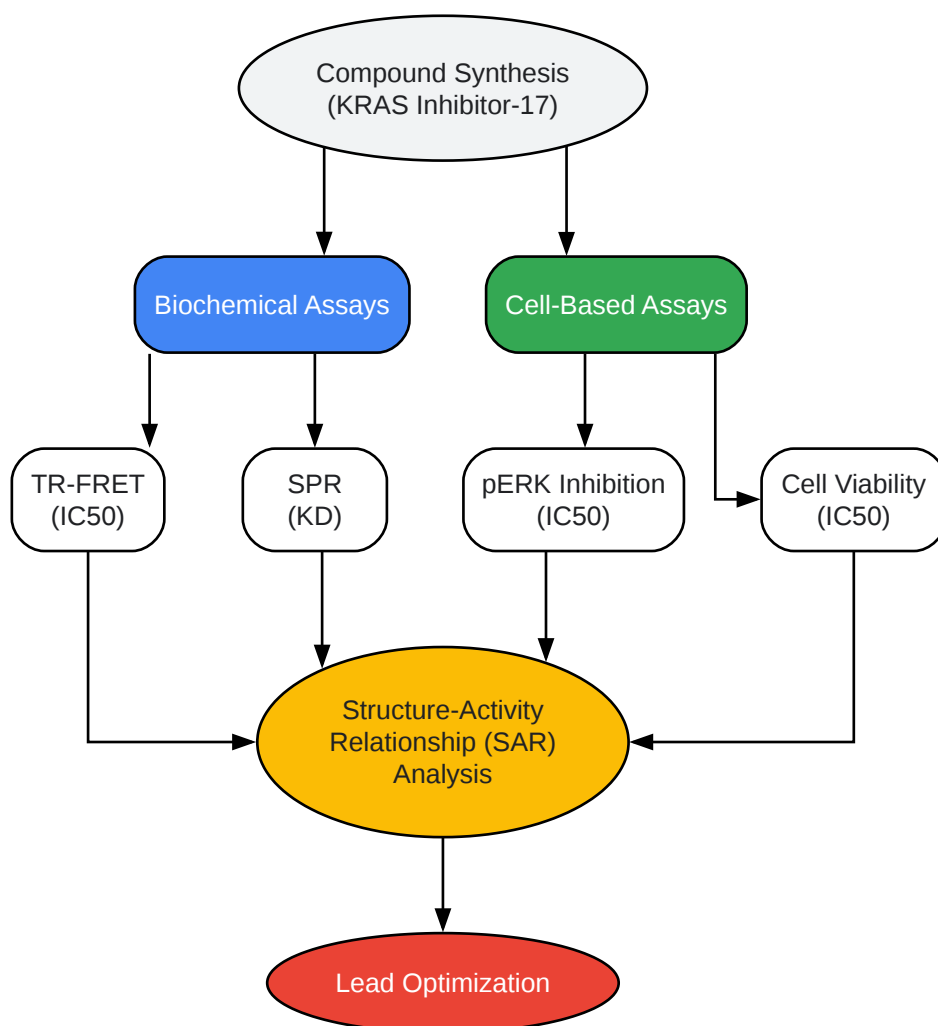 Compound Synthesis
(KRAS Inhibitor-17)
Biochemical Assays
Cell-Based Assays
TR-FRET
(IC50)
SPR
(KD)
pERK Inhibition
(IC50)
Cell Viability
(IC50)
Structure-Activity
Relationship (SAR)
Analysis
Lead Optimization